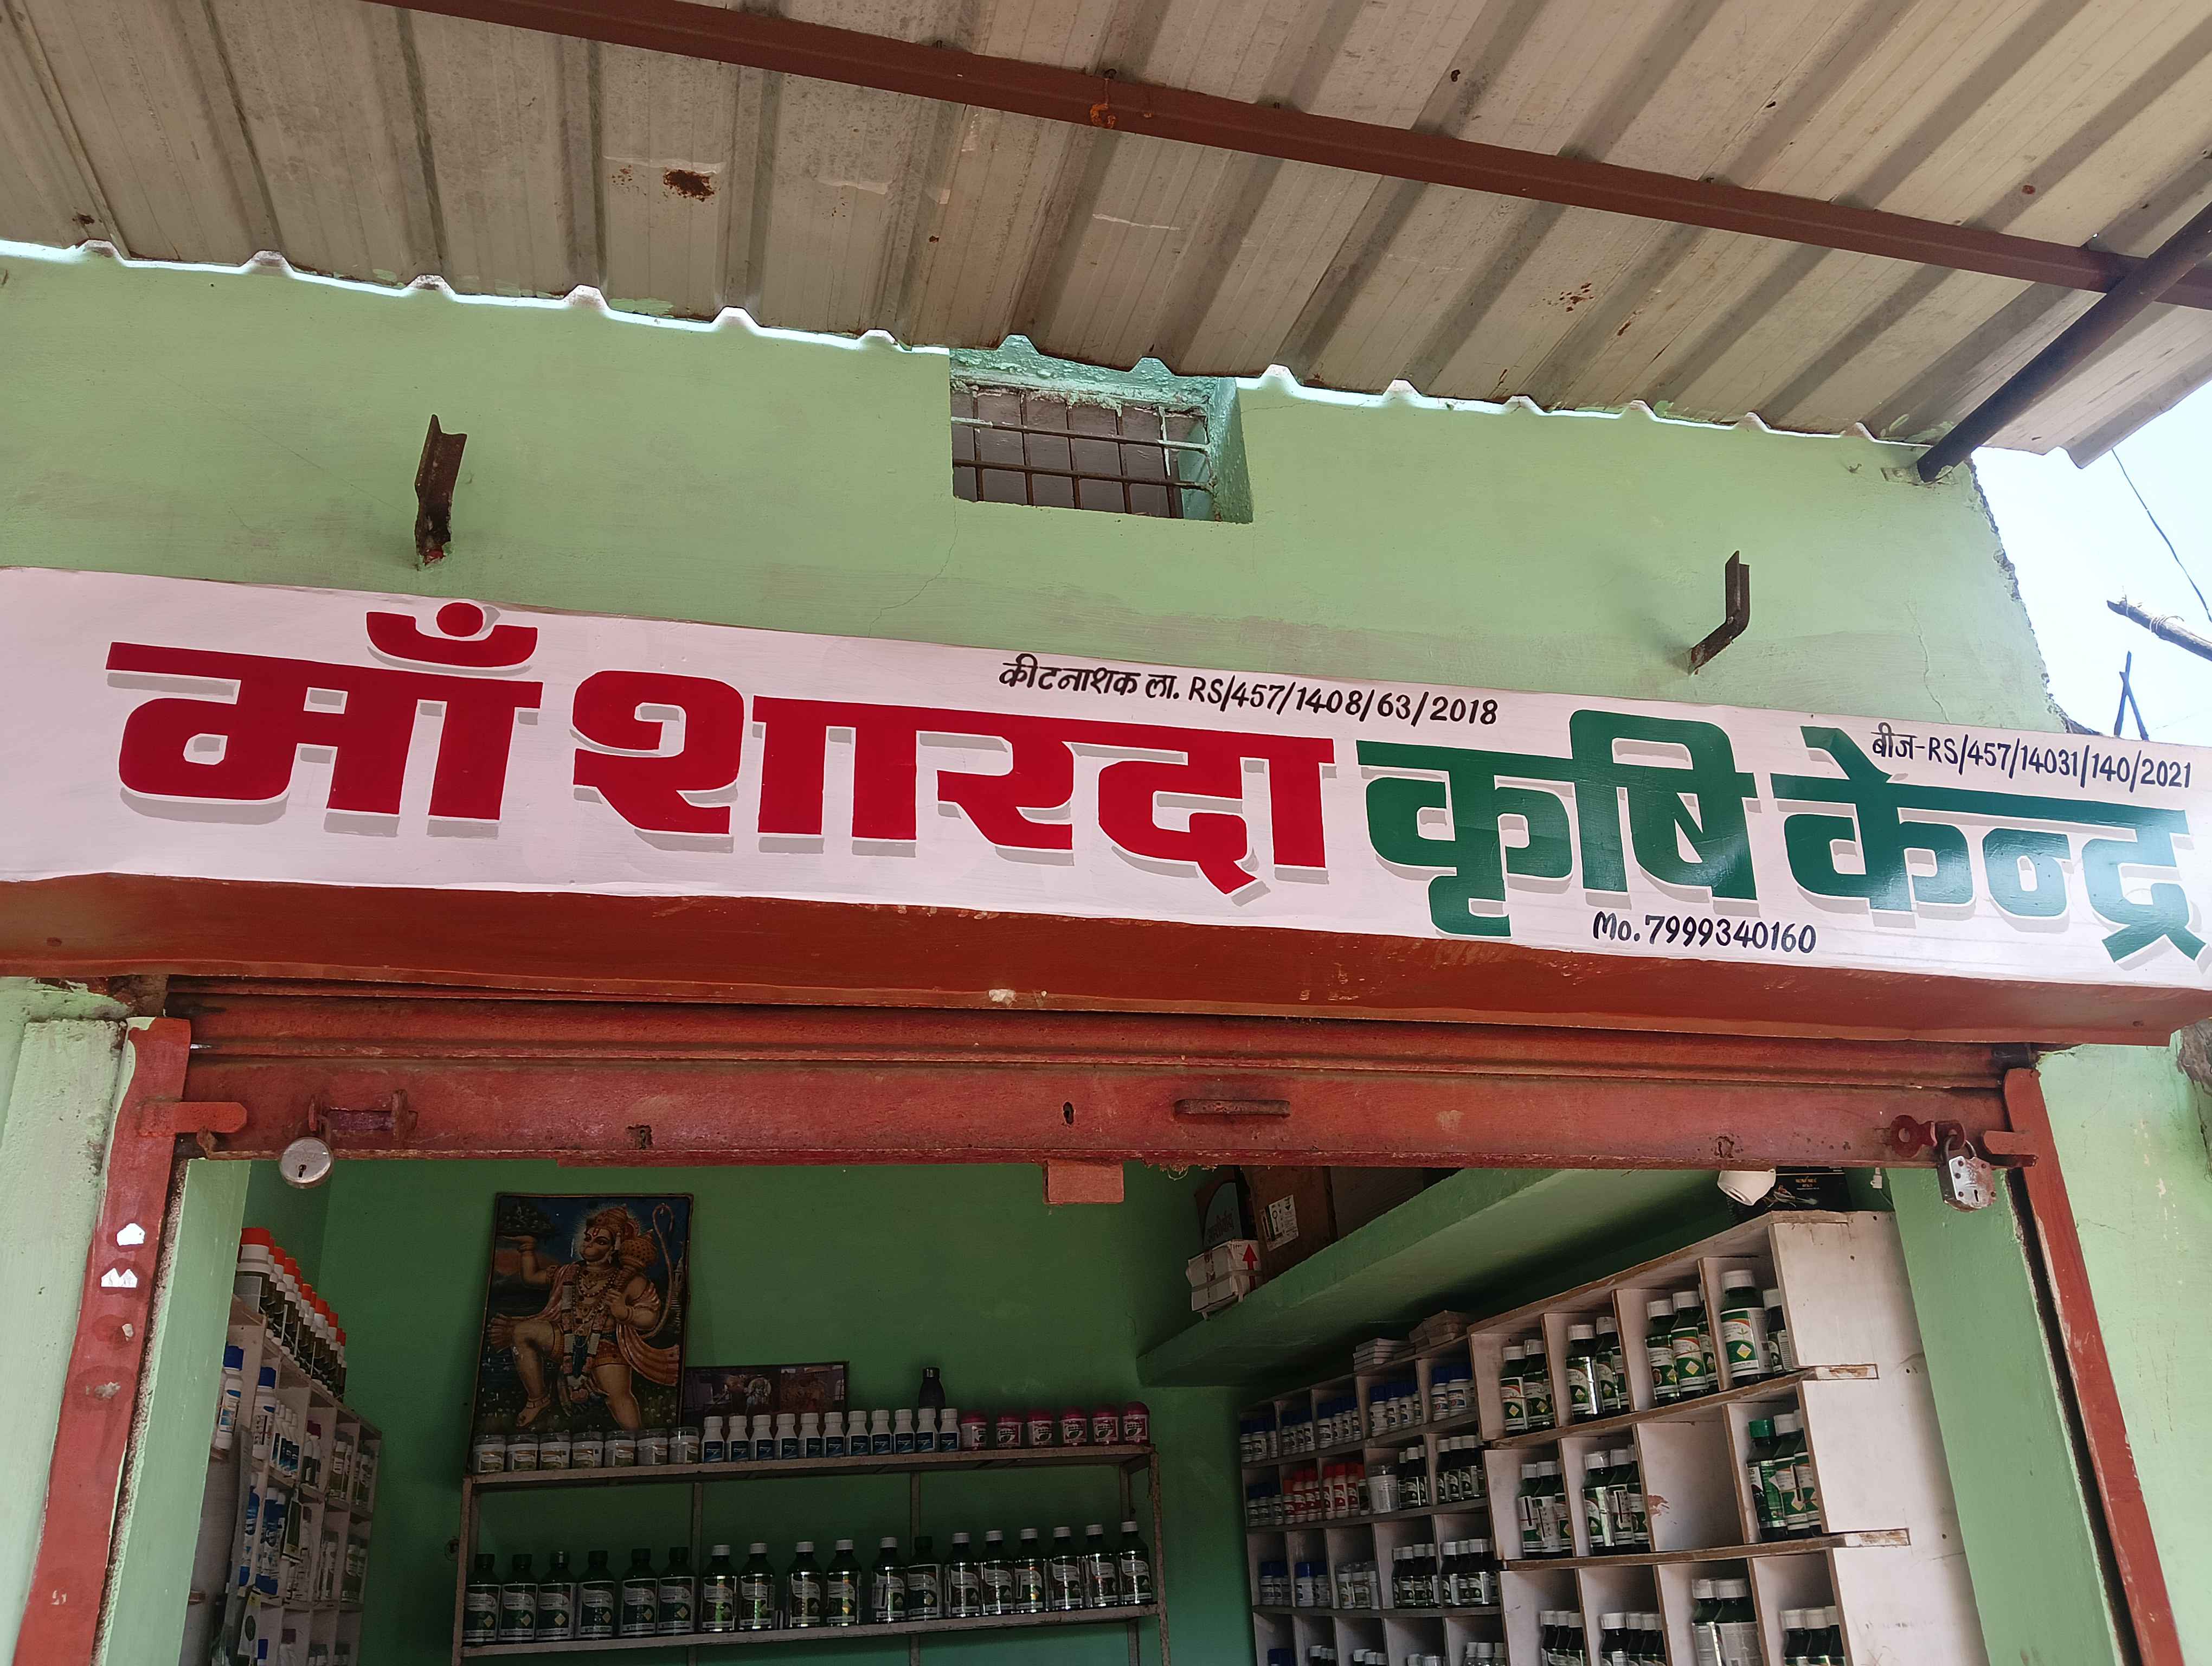 कीटनाशक ला. RS/457/1408/63/2018
बीज-RS/457/14031/140/2021
माँ शारदा कृषि केन्द्र
Mo.7999340160